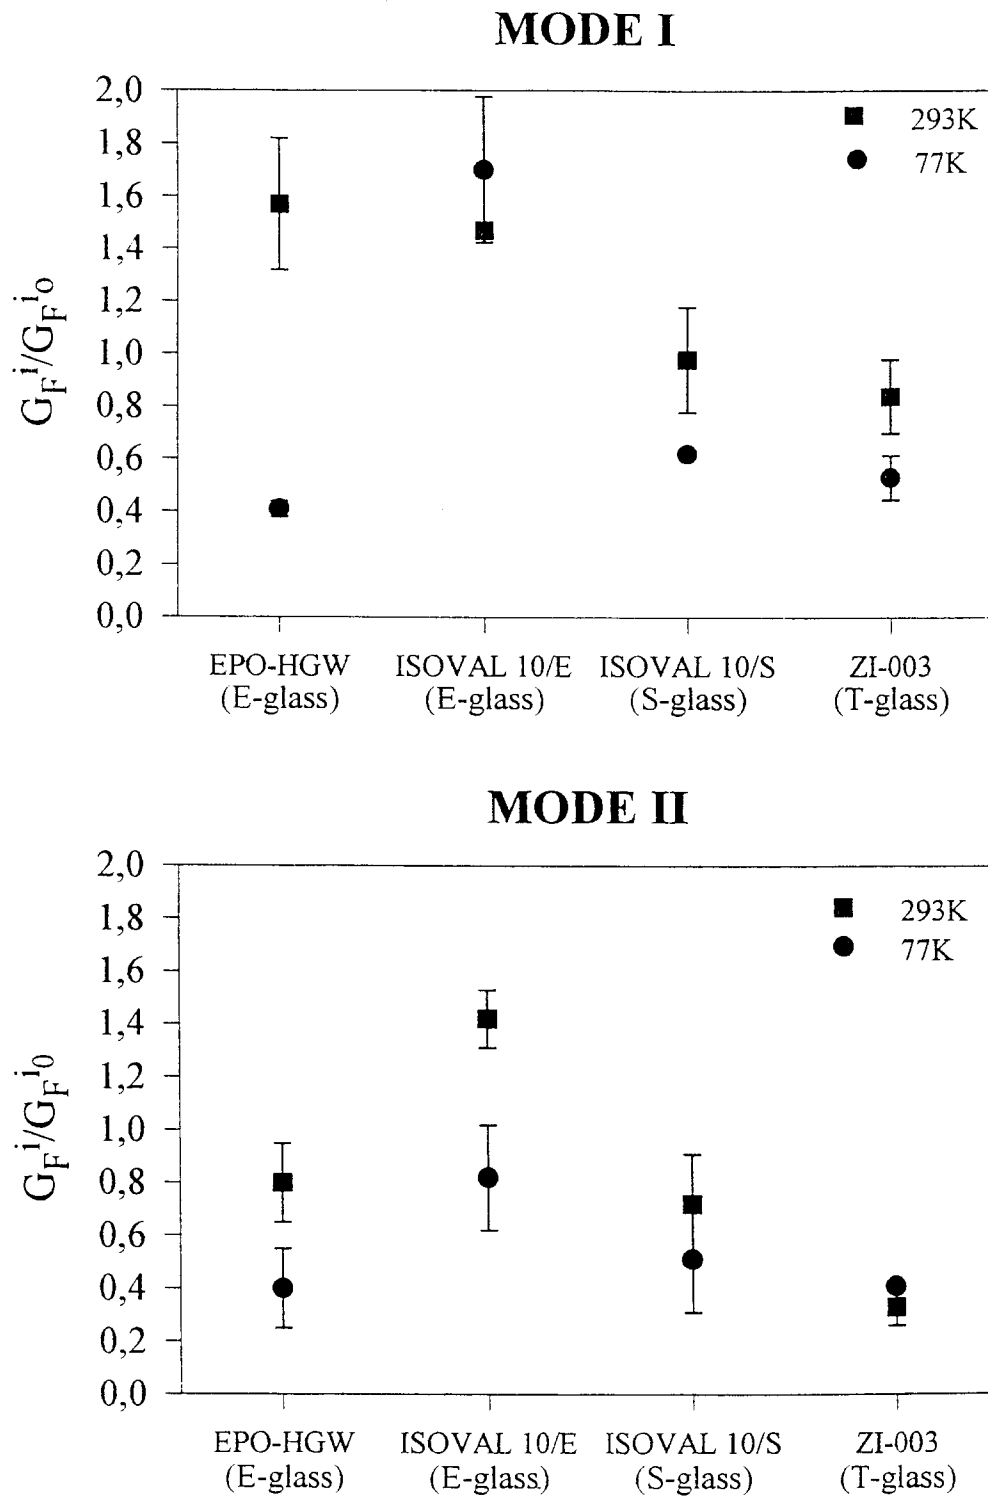 MODE I
2,0
1,8
1,6
1,4
1,2
1,0
0,8
0,6
0,4
0,2
0,0
G_F^i/G_F^i_0
293K
77K
EPO-HGW ISOVAL 10/E ISOVAL 10/S ZI-003
(E-glass) (E-glass) (S-glass) (T-glass)
MODE II
2,0
1,8
1,6
1,4
1,2
1,0
0,8
0,6
0,4
0,2
0,0
G_F^i/G_F^i_0
293K
77K
EPO-HGW ISOVAL 10/E ISOVAL 10/S ZI-003
(E-glass) (E-glass) (S-glass) (T-glass)